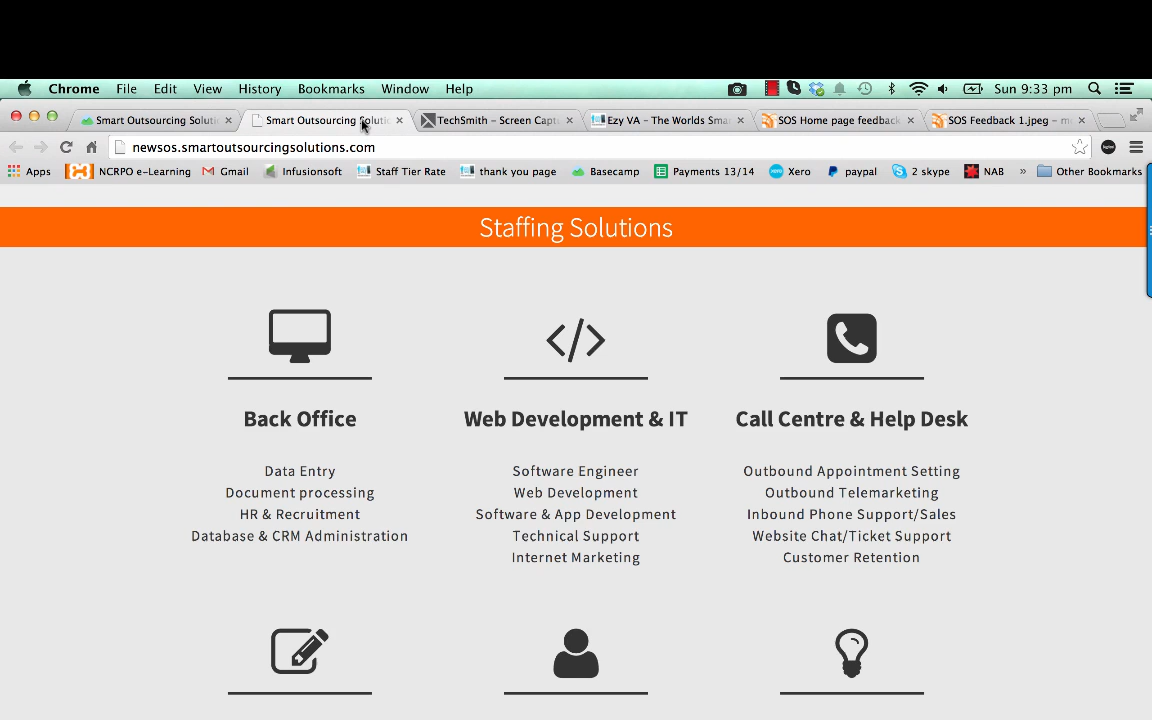 Chrome File Edit View History Bookmarks Window Help Sun 9:33 pm
Smart Outsourcing Soluti Smart Outsourcing Soluti TechSmith – Screen Capt Ezy VA – The Worlds Sma SOS Home page feedback SOS Feedback 1.jpeg –
newsos.smartoutsourcingsolutions.com
Apps NCRPO e-Learning Gmail Infusionsoft Staff Tier Rate thank you page Basecamp Payments 13/14 Xero paypal 2 skype NAB » Other Bookmarks
Staffing Solutions
Back Office Web Development & IT Call Centre & Help Desk
Data Entry Software Engineer Outbound Appointment Setting
Document processing Web Development Outbound Telemarketing
HR & Recruitment Software & App Development Inbound Phone Support/Sales
Database & CRM Administration Technical Support Website Chat/Ticket Support
Internet Marketing Customer Retention